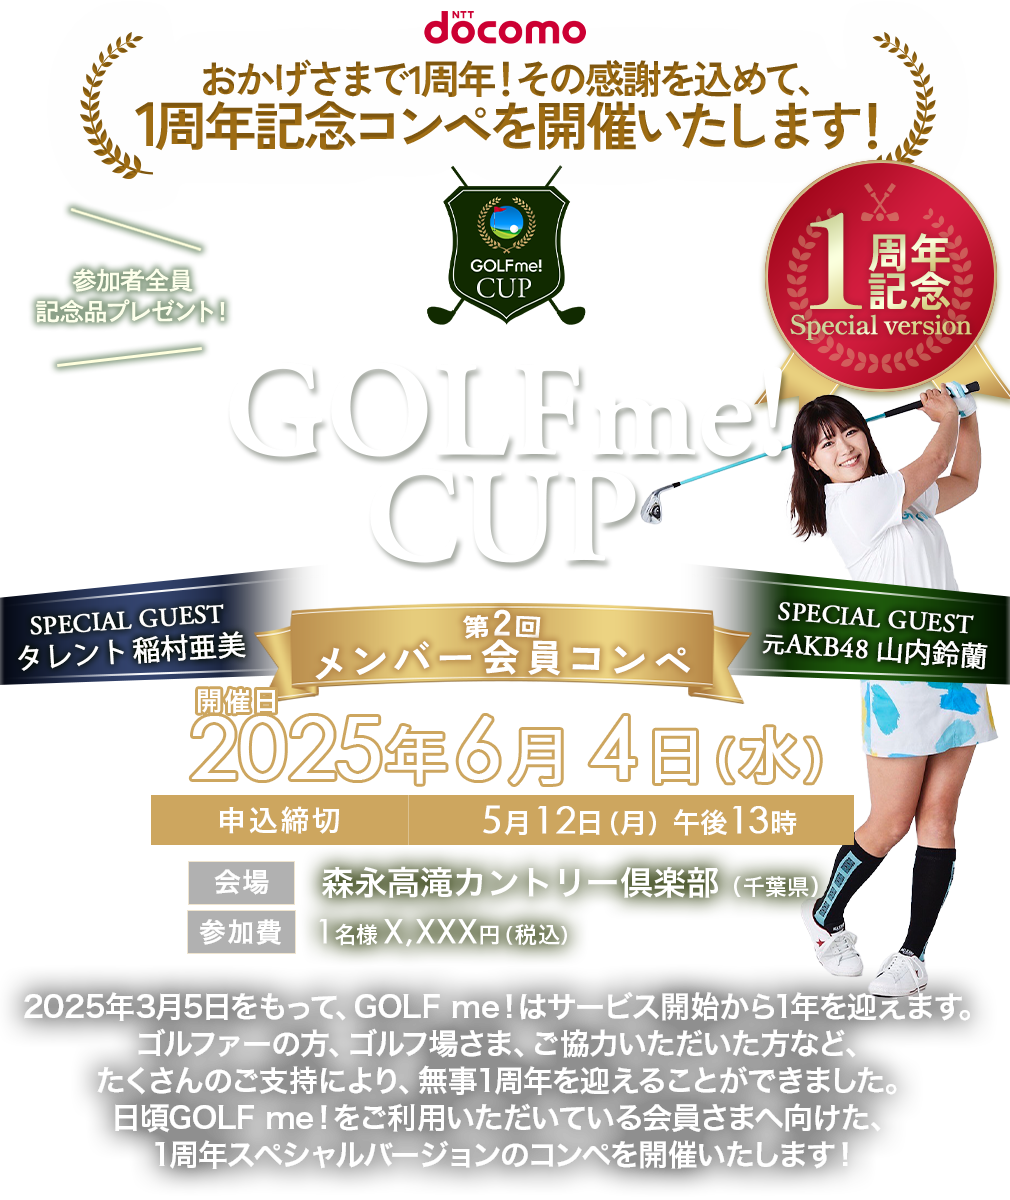 NTT
docomo
おかげさまで1周年！その感謝を込めて、
1周年記念コンペを開催いたします！
GOLFme!
CUP
1周年
記念
Special version
参加者全員
記念品プレゼント！
GOLFme!
CUP
SPECIAL GUEST
タレント 稲村亜美
SPECIAL GUEST
元AKB48 山内鈴蘭
第2回
メンバー会員コンペ
開催日
2025年6月4日(水)
申込締切
5月12日(月) 午後13時
会場
森永高滝カントリー倶楽部（千葉県）
参加費
1名様 X,XXX円(税込)
2025年3月5日をもって、GOLF me！はサービス開始から1年を迎えます。
ゴルファーの方、ゴルフ場さま、ご協力いただいた方など、
たくさんのご支持により、無事1周年を迎えることができました。
日頃GOLF me！をご利用いただいている会員さまへ向けた、
1周年スペシャルバージョンのコンペを開催いたします！